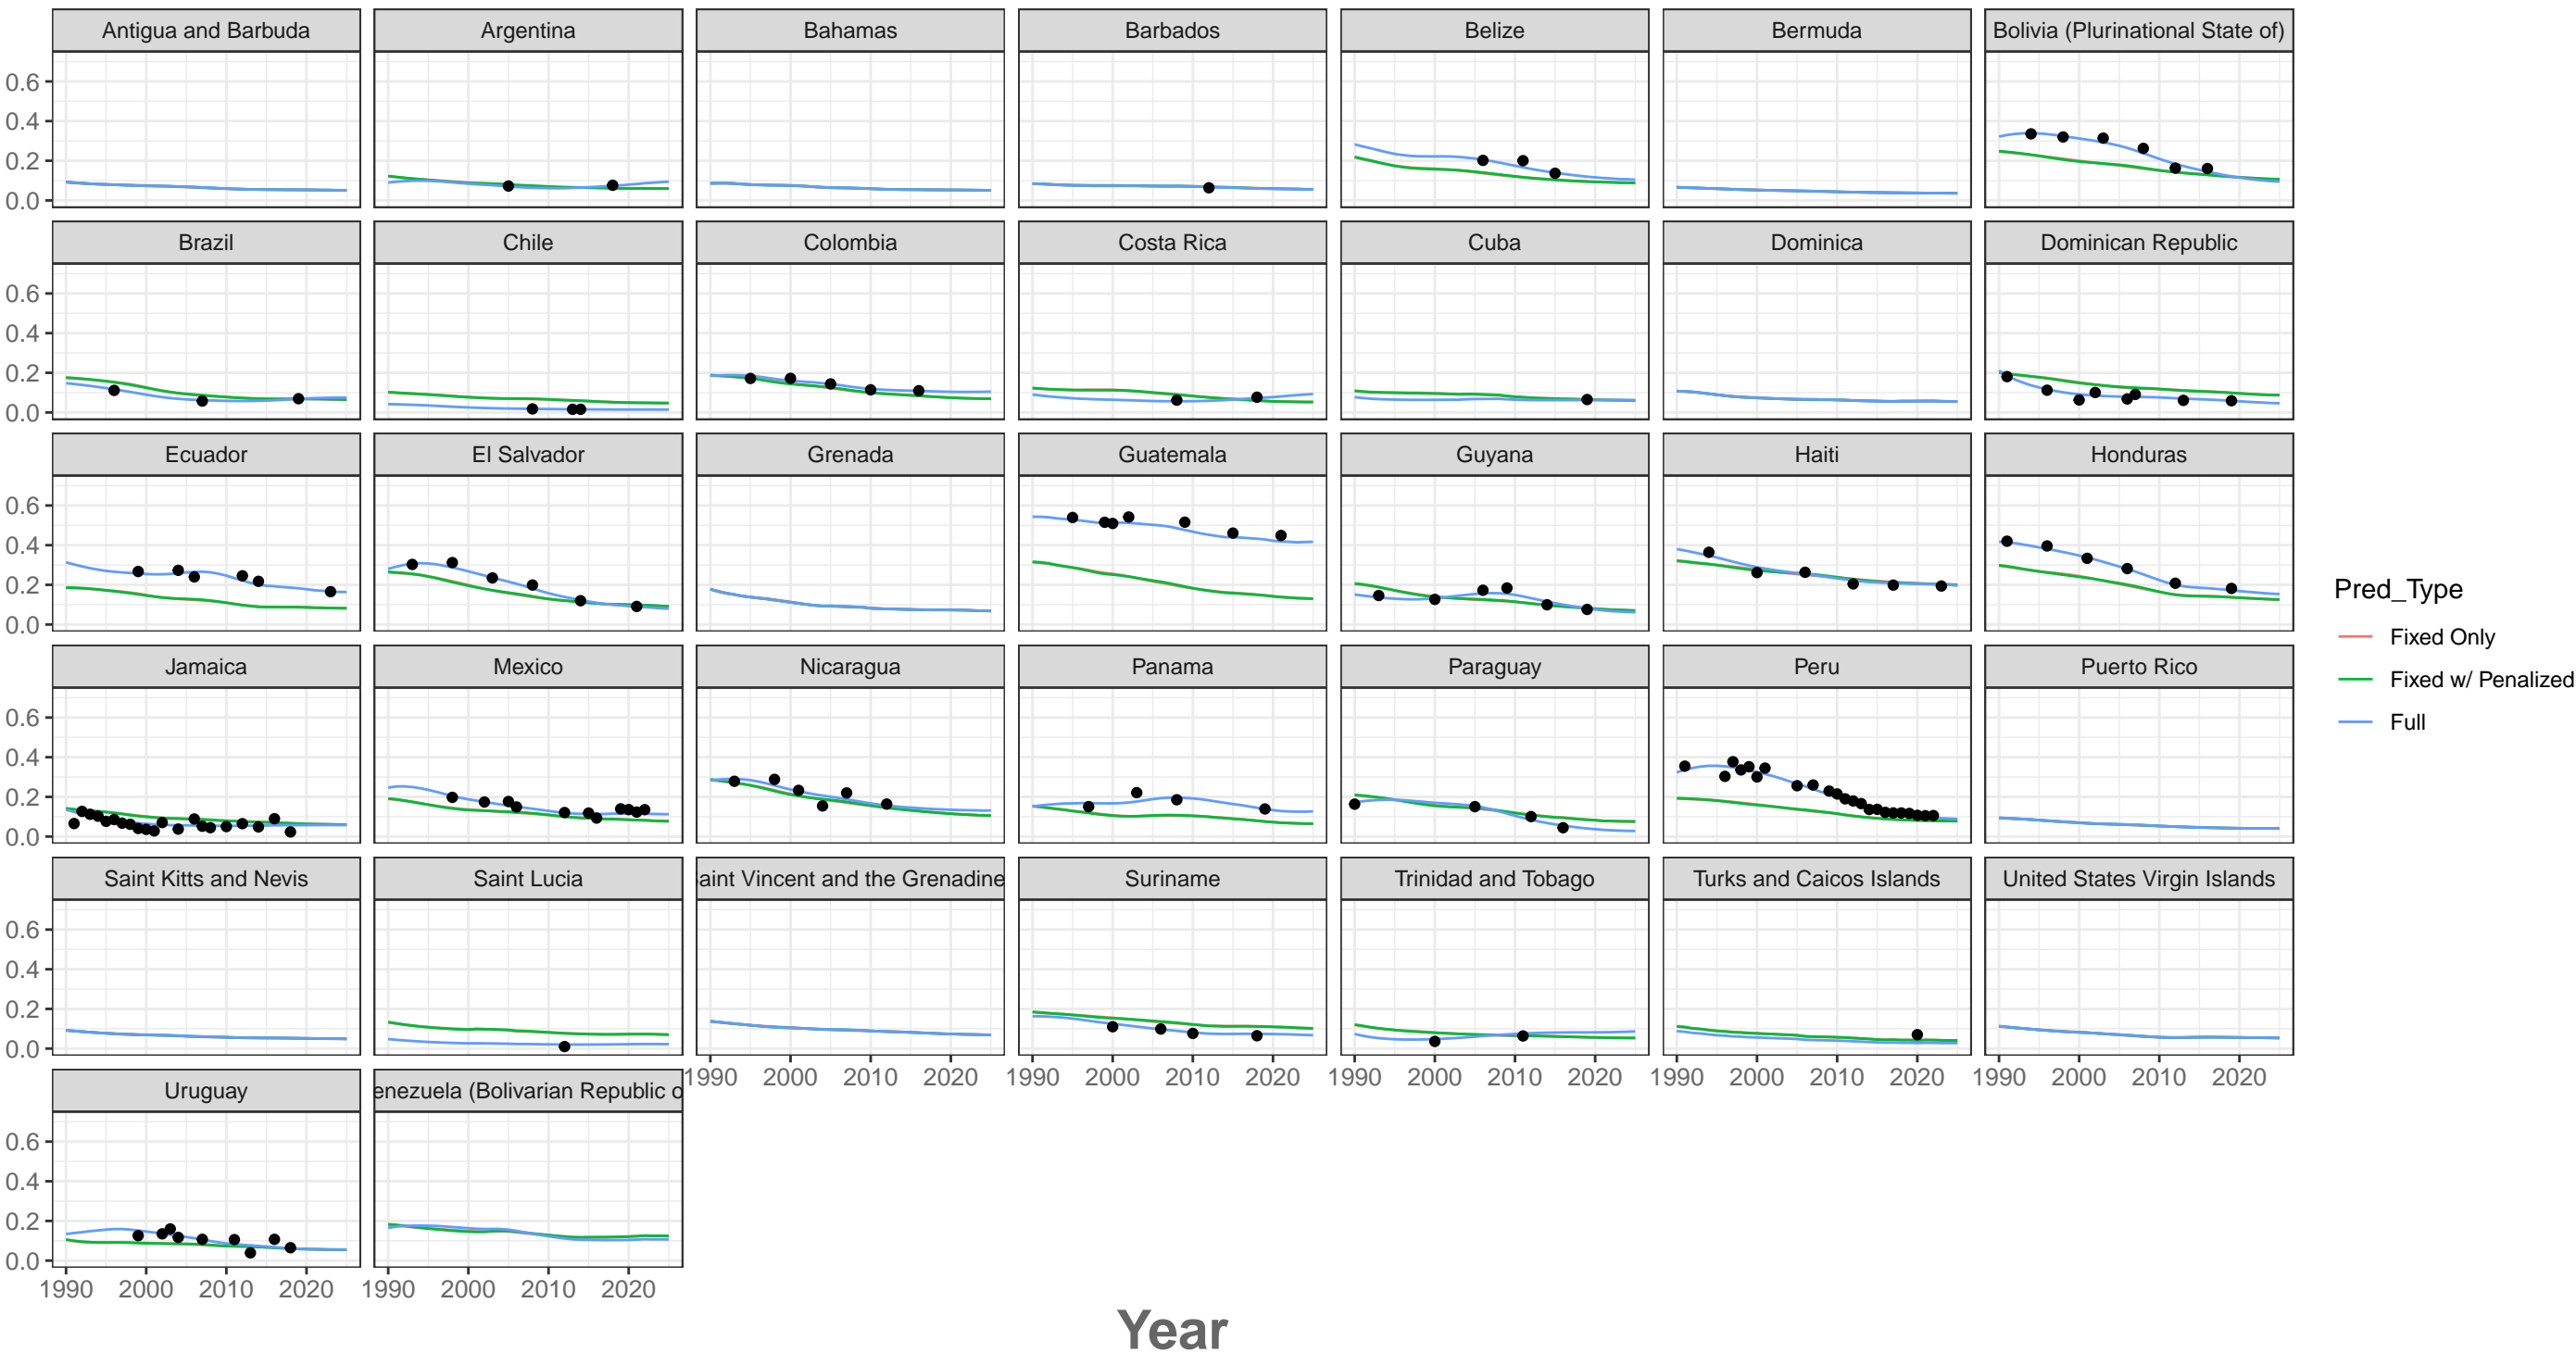 Antigua and Barbuda Argentina Bahamas Barbados Belize Bermuda Bolivia (Plurinational State of)
0.6
0.4
0.2
0.0
Brazil Chile Colombia Costa Rica Cuba Dominica Dominican Republic
0.6
0.4
0.2
0.0
Ecuador El Salvador Grenada Guatemala Guyana Haiti Honduras
0.6
0.4
0.2
0.0
Jamaica Mexico Nicaragua Panama Paraguay Peru Puerto Rico
0.6
0.4
0.2
0.0
Saint Kitts and Nevis Saint Lucia aint Vincent and the Grenadine Suriname Trinidad and Tobago Turks and Caicos Islands United States Virgin Islands
0.6
0.4
0.2
0.0
1990 2000 2010 2020 1990 2000 2010 2020 1990 2000 2010 2020 1990 2000 2010 2020 1990 2000 2010 2020
Uruguay enezuela (Bolivarian Republic o
0.6
0.4
0.2
0.0
1990 2000 2010 2020 1990 2000 2010 2020
Year
Pred_Type
Fixed Only
Fixed w/ Penalized
Full